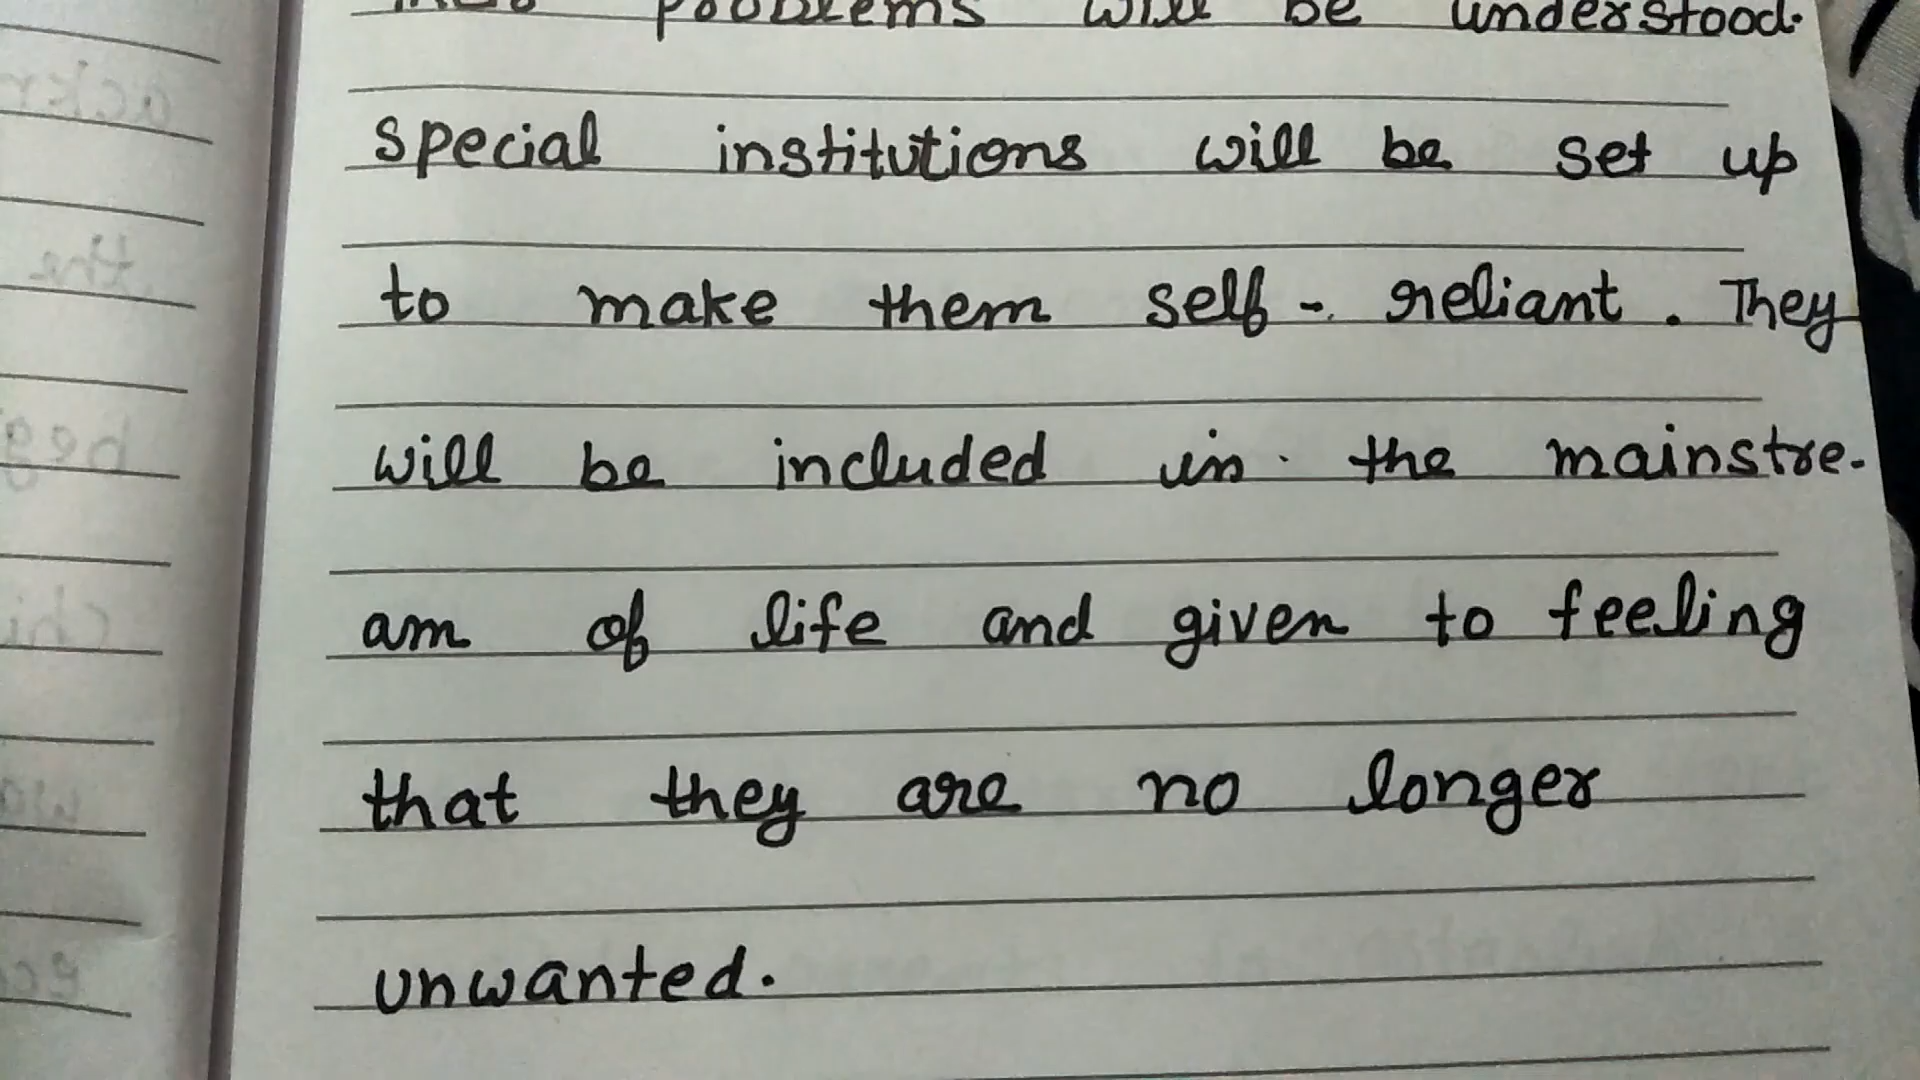 problems will be understood.
special institutions will be set up
to make them self - reliant . They
will be included in the mainstre-
am of life and given to feeling
that they are no longer
unwanted.